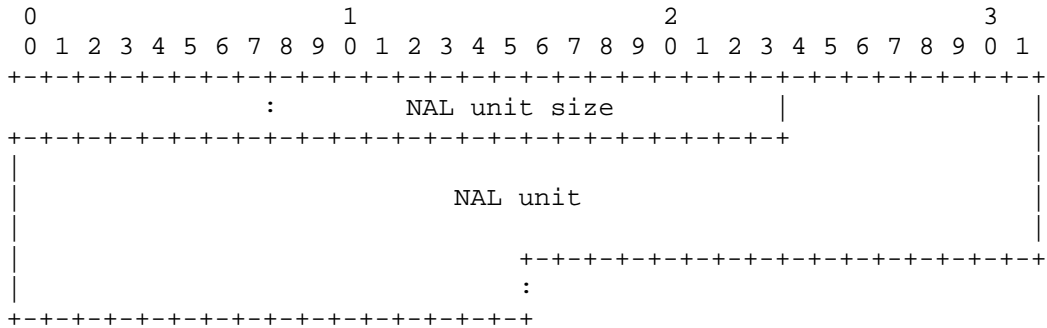 0                   1                   2                   3
 0 1 2 3 4 5 6 7 8 9 0 1 2 3 4 5 6 7 8 9 0 1 2 3 4 5 6 7 8 9 0 1
+-+-+-+-+-+-+-+-+-+-+-+-+-+-+-+-+-+-+-+-+-+-+-+-+-+-+-+-+-+-+-+-+
                :        NAL unit size          |               |
+-+-+-+-+-+-+-+-+-+-+-+-+-+-+-+-+-+-+-+-+-+-+-+-+               |
|                                                               |
|                           NAL unit                            |
|                                                               |
|                               +-+-+-+-+-+-+-+-+-+-+-+-+-+-+-+-+
|                               :
+-+-+-+-+-+-+-+-+-+-+-+-+-+-+-+-+